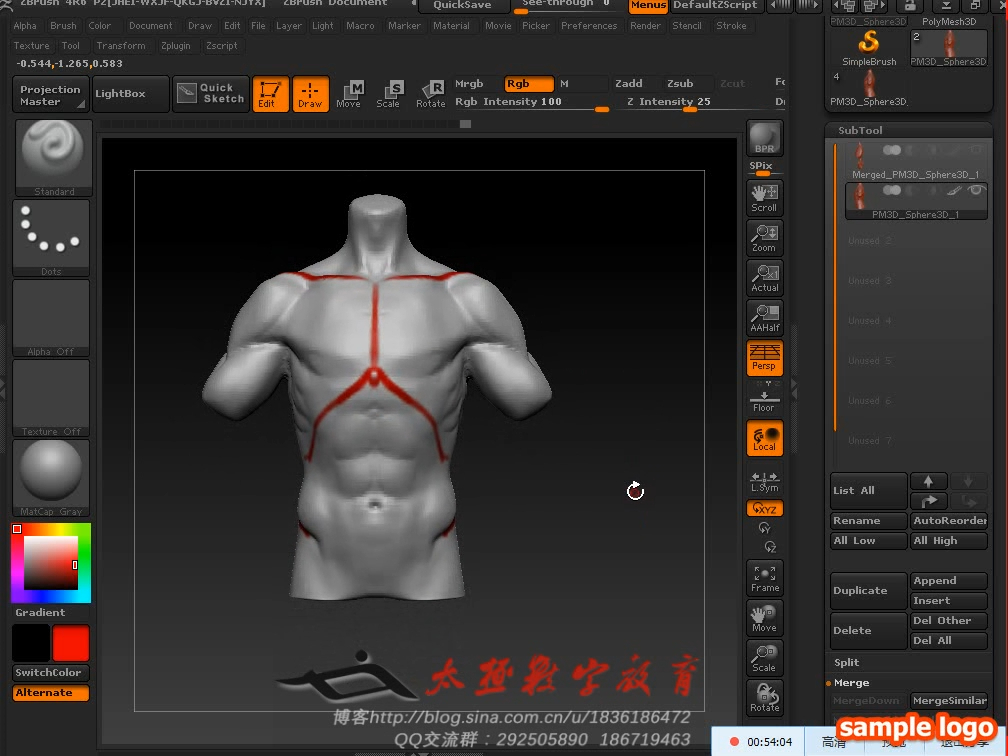 ZBrush Document
QuickSave
See-through 0
Menus
DefaultZScript
Alpha Brush Color Document Draw Edit File Layer Light Macro Marker Material Movie Picker Preferences Render Stencil Stroke
Texture Tool Transform Zplugin Zscript
-0.544,-1.265,0.583
Projection
Master
LightBox
Quick
Sketch
Edit
Draw
M
Move
S
Scale
R
Rotate
Mrgb Rgb M Zadd Zsub Zcut
Rgb Intensity 100
Z Intensity 25
Standard
Dots
Alpha Off
Texture Off
MatCap Gray
Gradient
SwitchColor
Alternate
BPR
SPix
Scroll
Zoom
Actual
AAHalf
Persp
Floor
Local
L.Sym
XYZ
Y
Z
Frame
Move
Scale
Rotate
PM3D_Sphere3D PolyMesh3D
SimpleBrush
2
PM3D_Sphere3D
4
PM3D_Sphere3D
SubTool
Merged_PM3D_Sphere3D_1
PM3D_Sphere3D_1
Unused 2
Unused 3
Unused 4
Unused 5
Unused 6
Unused 7
List All
Rename
AutoReorder
All Low
All High
Duplicate
Append
Insert
Delete
Del Other
Del All
Split
Merge
MergeDown
MergeSimilar
太极数字教育
博客http://blog.sina.com.cn/u/1836186472
QQ交流群：292505890 186719463
00:54:04
高清
sample logo